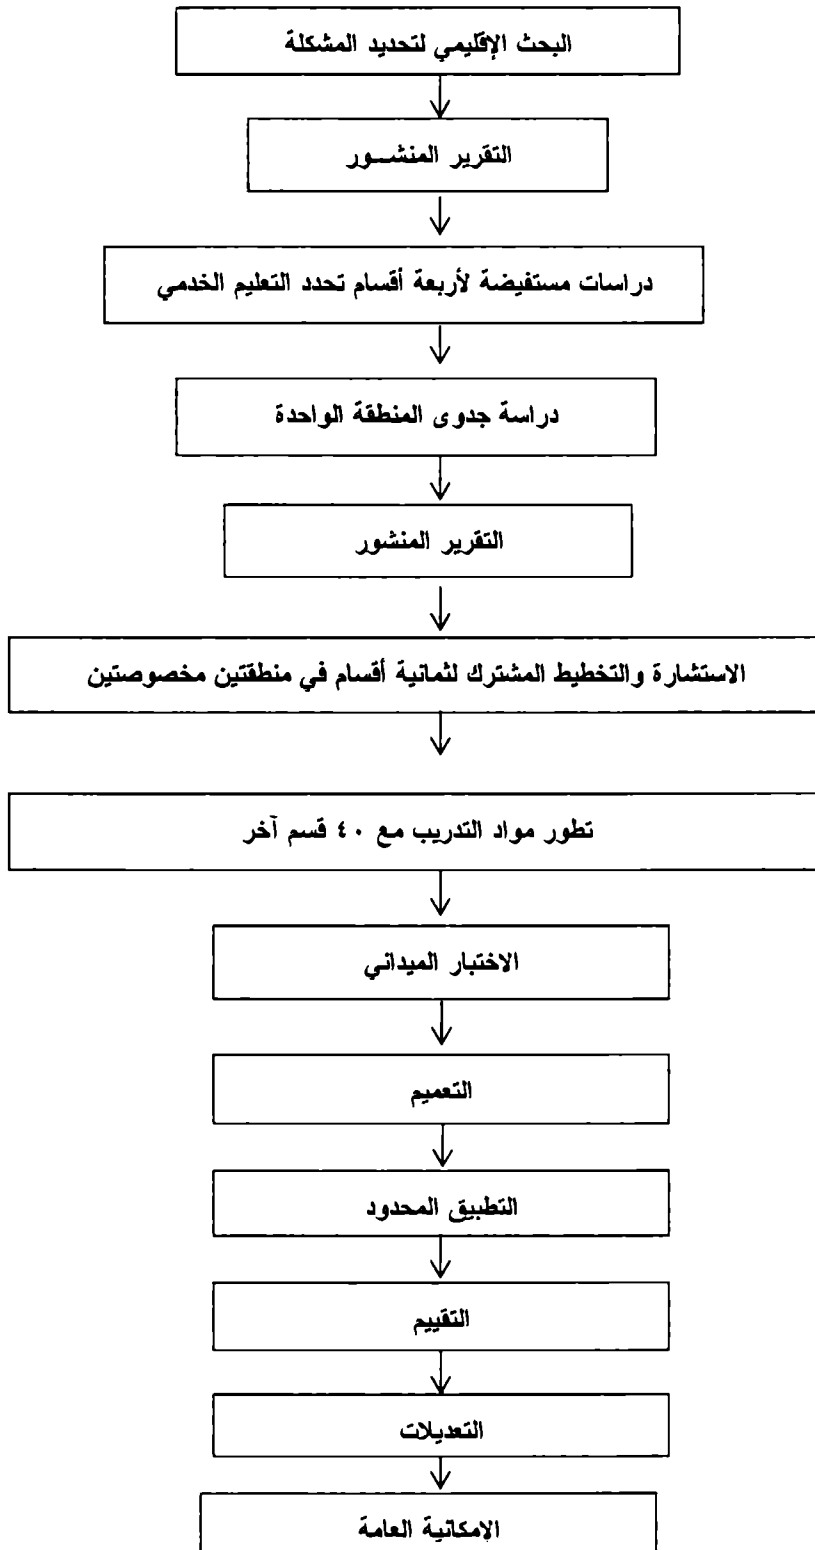 البحث الإقليمي لتحديد المشكلة
التقرير المنشـــور
دراسات مستفيضة لأربعة أقسام تحدد التعليم الخدمي
دراسة جدوى المنطقة الواحدة
التقرير المنشور
الاستشارة والتخطيط المشترك لثمانية أقسام في منطقتين مخصوصتين
تطور مواد التدريب مع ٤٠ قسم آخر
الاختبار الميداني
التعميم
التطبيق المحدود
التقييم
التعديلات
الامكانية العامة